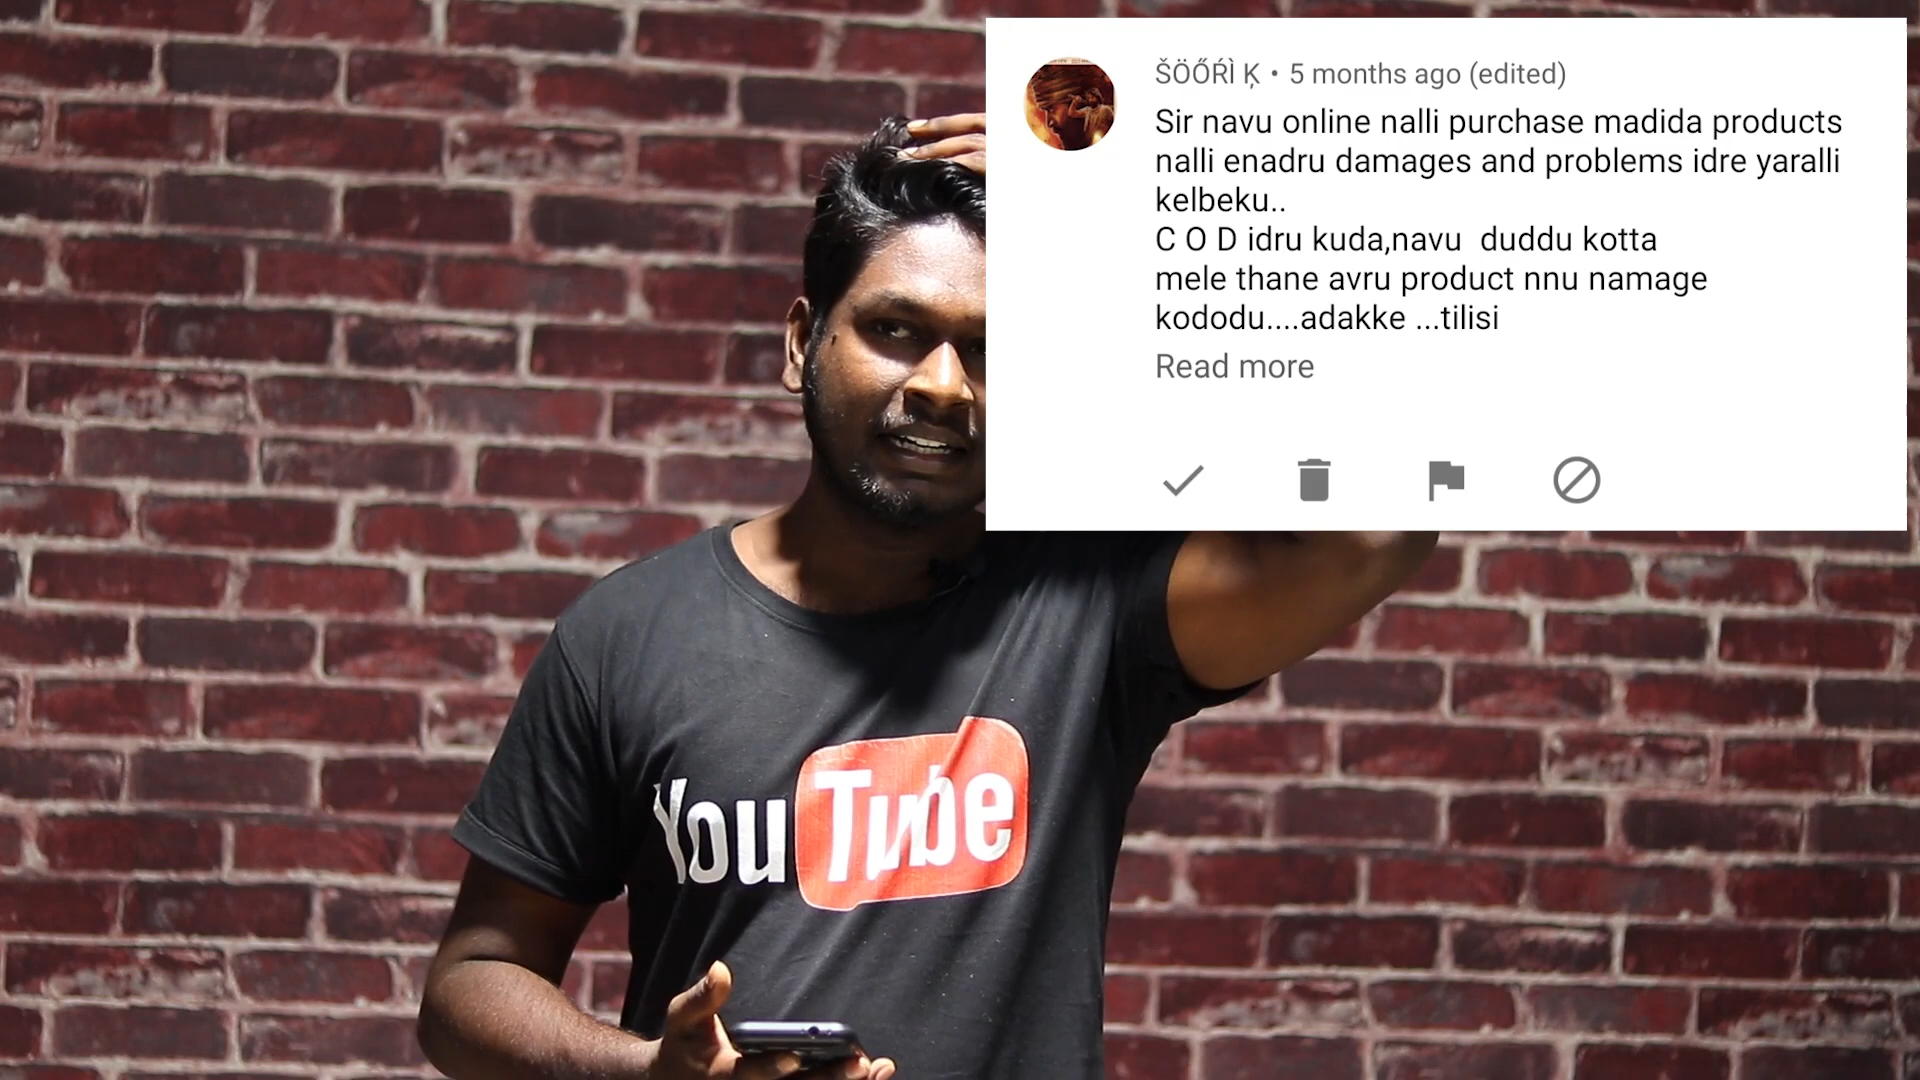 ŠÖŐŔÌ Ķ • 5 months ago (edited)
Sir navu online nalli purchase madida products
nalli enadru damages and problems idre yaralli
kelbeku..
C O D idru kuda,navu  duddu kotta
mele thane avru product nnu namage
kododu....adakke ...tilisi
Read more
YouTube